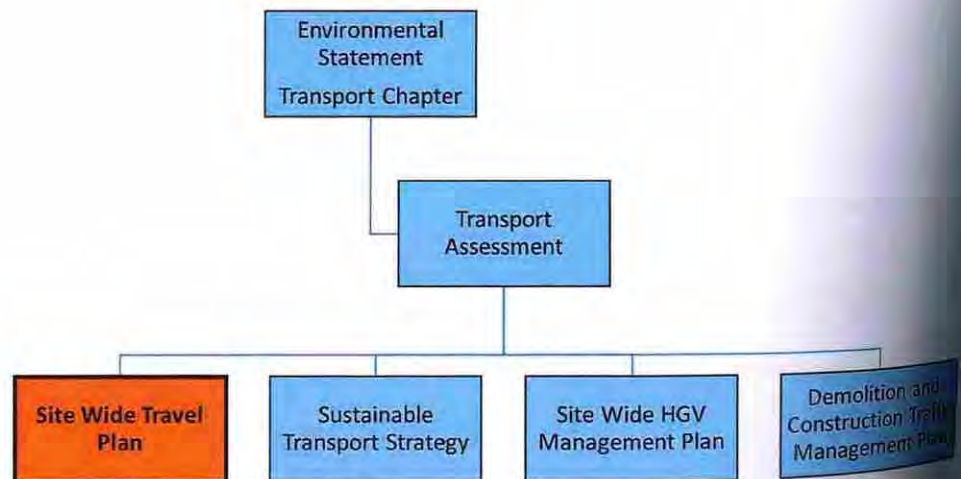 Environmental
Statement
Transport Chapter
Transport
Assessment
Site Wide Travel
Plan
Sustainable
Transport Strategy
Site Wide HGV
Management Plan
Demolition and
Construction
Management